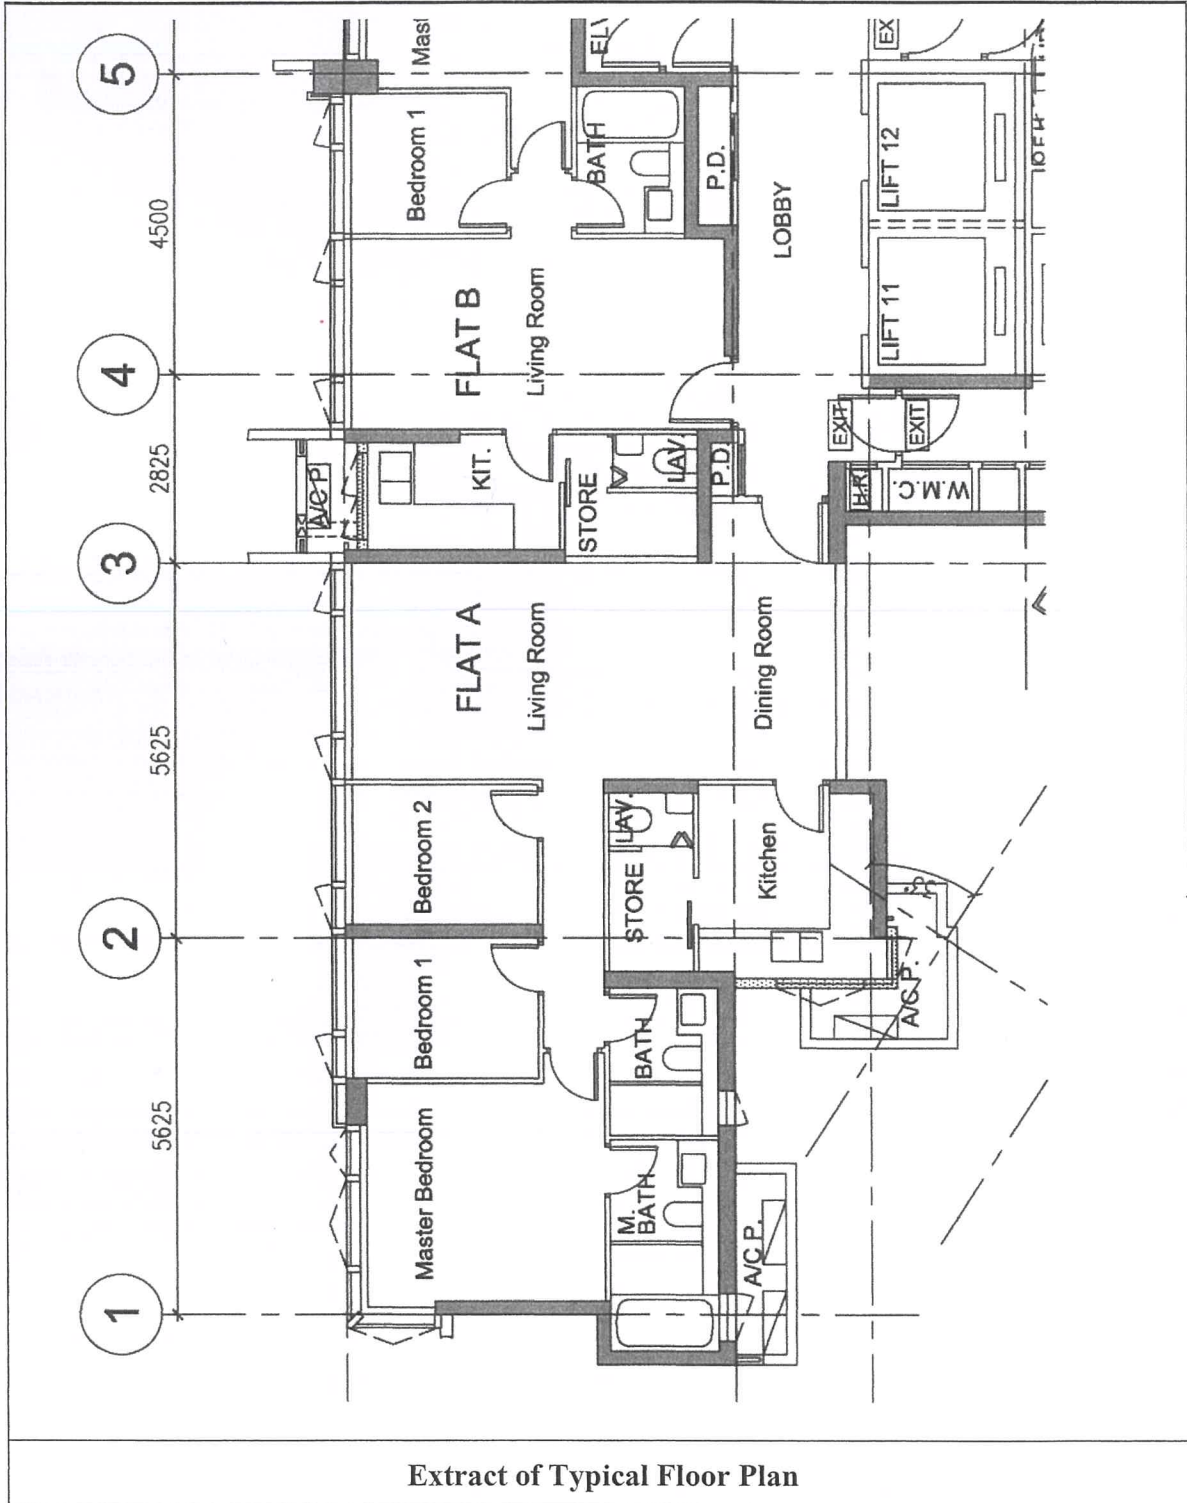 5
4
3
2
1
4500
2825
5625
5625
Mast
ELV
EX
Bedroom 1
BATH
P.D.
LOBBY
LIFT 12
LIFT 11
FLAT B
Living Room
KIT.
STORE
LAV.
P.D.
EXIT
EXIT
H.R.
W.M.C.
A/C P.
FLAT A
Living Room
Dining Room
Bedroom 2
LAV.
STORE
Kitchen
Bedroom 1
BATH
A/C P.
Master Bedroom
M.
BATH
A/C P.
Extract of Typical Floor Plan